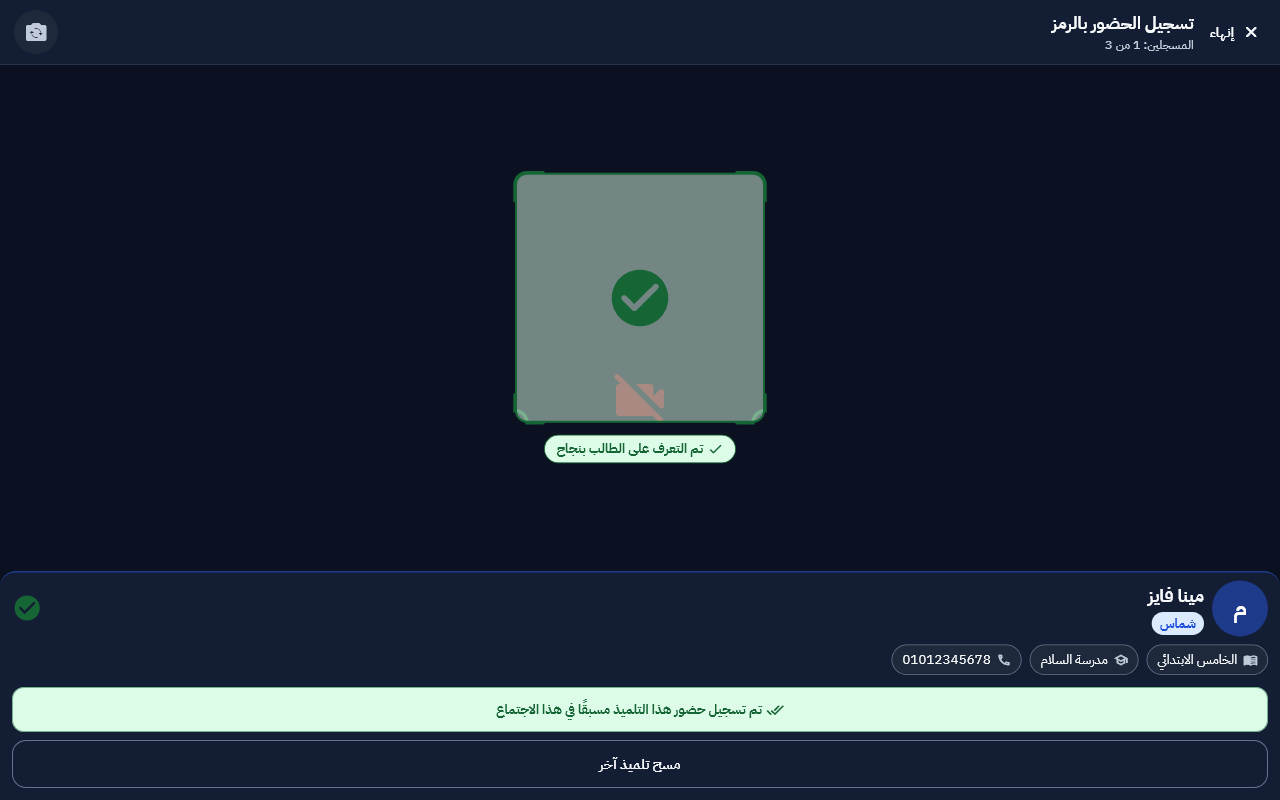 إنهاء
تسجيل الحضور بالرمز
المسجلين: 1 من 3
تم التعرف على الطالب بنجاح
م
مينا فايز
شماس
الخامس الابتدائي
مدرسة السلام
01012345678
تم تسجيل حضور هذا التلميذ مسبقًا في هذا الاجتماع
مسح تلميذ آخر